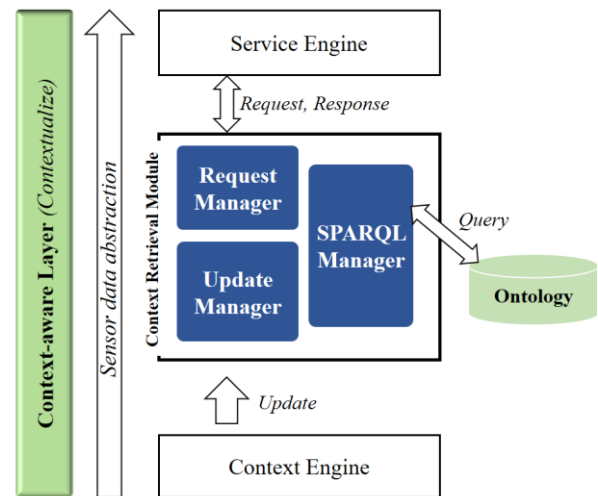 Service Engine
Request, Response
Context-aware Layer (Contextualize)
Sensor data abstraction
Context Retrieval Module
Request
Manager
Update
Manager
SPARQL
Manager
Query
Ontology
Update
Context Engine